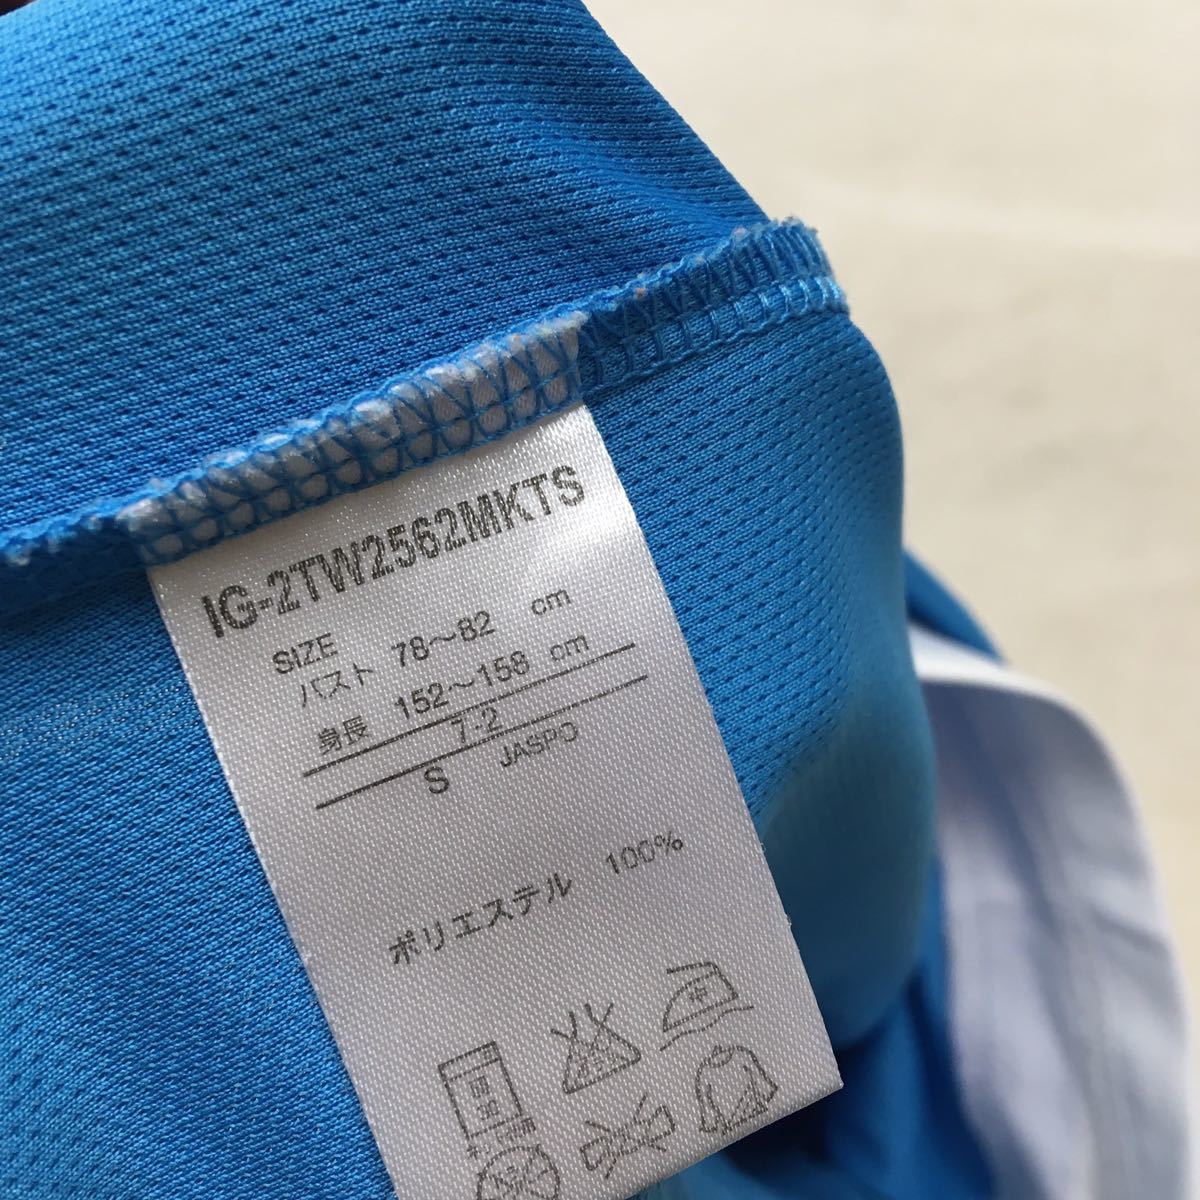 IG-2TW2562MKTS
SIZE
バスト 78～82 cm
身長 152～158 cm
7-2
S JASPO
ポリエステル 100%
中